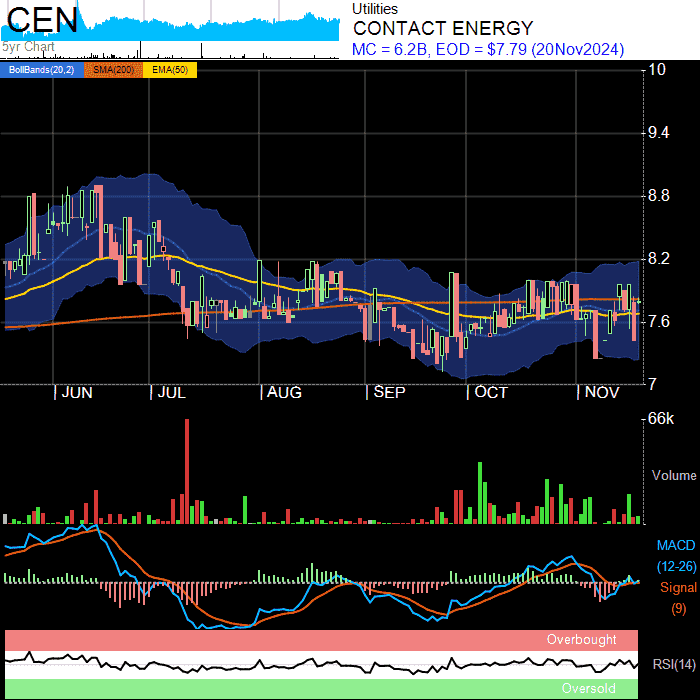 CEN
5yr Chart
Utilities
CONTACT ENERGY
MC = 6.2B, EOD = $7.79 (20Nov2024)
BollBands(20,2) SMA(200) EMA(50)
10
9.4
8.8
8.2
7.6
7
JUN JUL AUG SEP OCT NOV
66k
Volume
MACD
(12-26)
Signal
(9)
Overbought
RSI(14)
Oversold